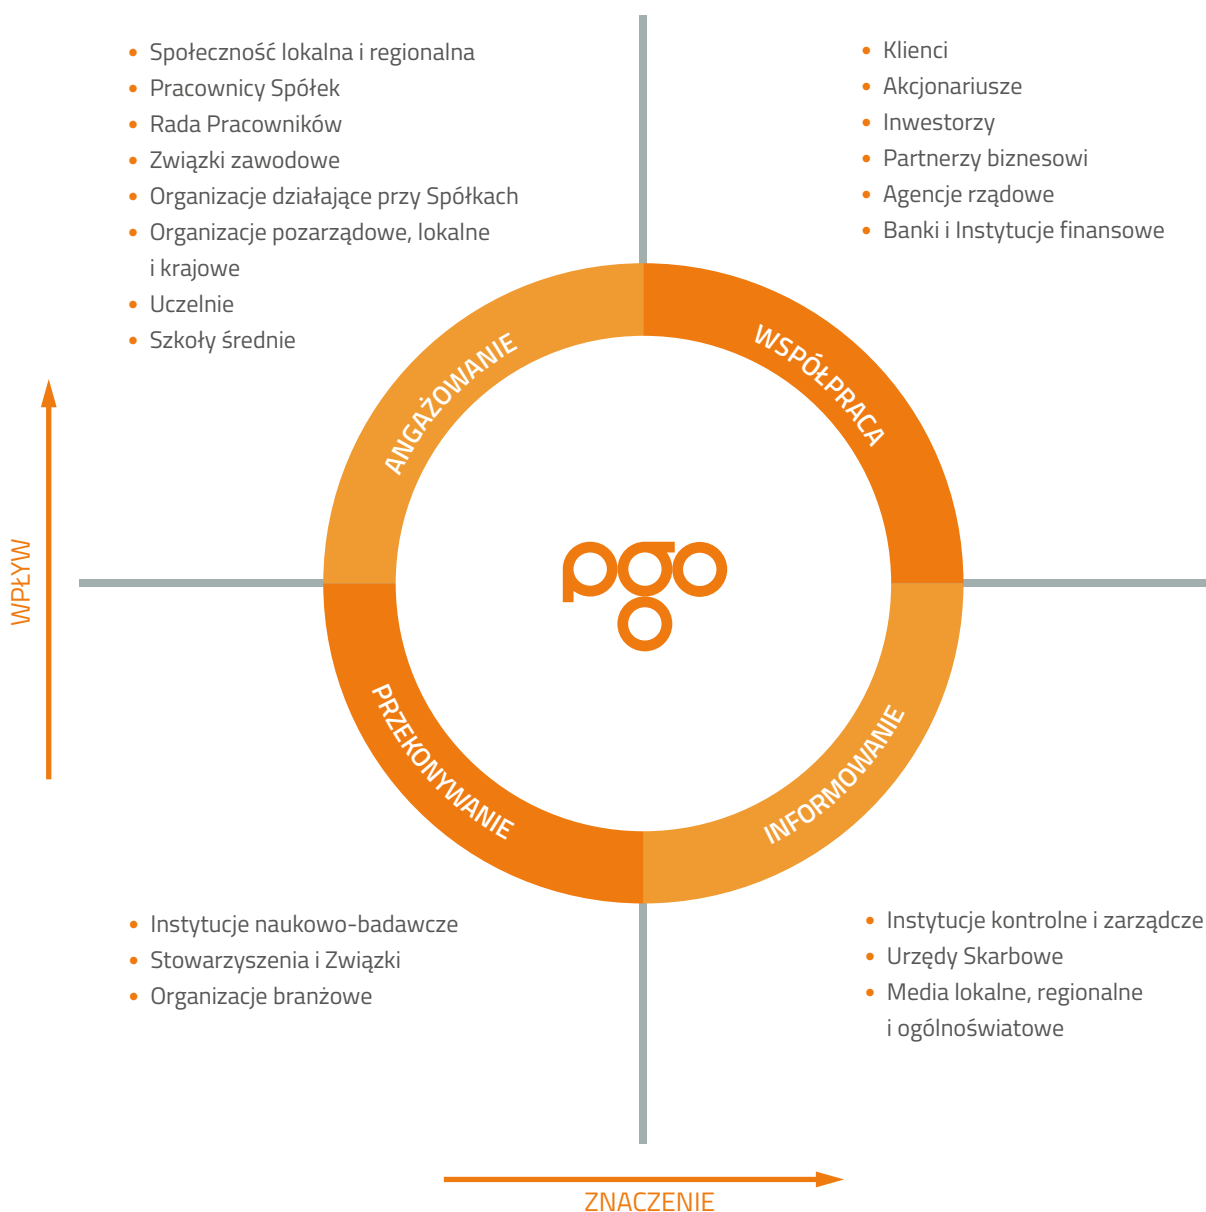 • Społeczność lokalna i regionalna
• Pracownicy Spółek
• Rada Pracowników
• Związki zawodowe
• Organizacje działające przy Spółkach
• Organizacje pozarządowe, lokalne
i krajowe
• Uczelnie
• Szkoły średnie
• Klienci
• Akcjonariusze
• Inwestorzy
• Partnerzy biznesowi
• Agencje rządowe
• Banki i Instytucje finansowe
ANGAŻOWANIE
WSPÓŁPRACA
WPŁYW
pgo
PRZEKONYWANIE
INFORMOWANIE
• Instytucje naukowo-badawcze
• Stowarzyszenia i Związki
• Organizacje branżowe
• Instytucje kontrolne i zarządcze
• Urzędy Skarbowe
• Media lokalne, regionalne
i ogólnoświatowe
ZNACZENIE